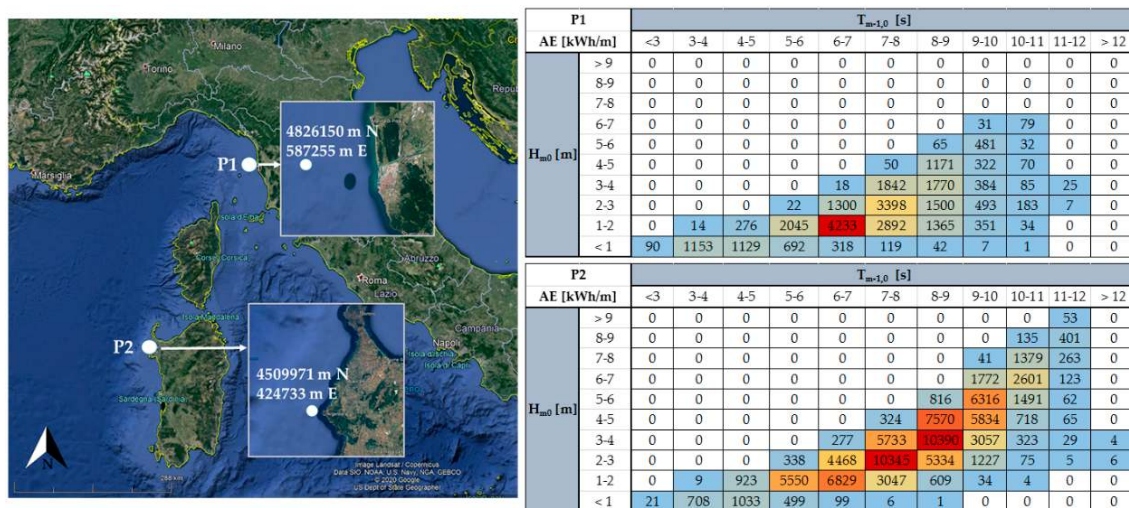 Milano
Torino
Marsiglia
P1
4826150 m N
587255 m E
Isola d'Elba
Corse Corsica
Roma
Lazio
Abruzzo
Isola Maddalena
P2
Campania
Napoli
Isola d'Ischia
Isola di Capri
4509971 m N
424733 m E
N
Image Landsat / Copernicus
Data SIO, NOAA, U.S. Navy, NGA, GEBCO
© 2020 Google
US Dept of State Geographer
P1 Tm-1,0 [s]
AE [kWh/m] <3 3-4 4-5 5-6 6-7 7-8 8-9 9-10 10-11 11-12 > 12
Hm0 [m]
> 9 0 0 0 0 0 0 0 0 0 0 0
8-9 0 0 0 0 0 0 0 0 0 0 0
7-8 0 0 0 0 0 0 0 0 0 0 0
6-7 0 0 0 0 0 0 0 31 79 0 0
5-6 0 0 0 0 0 0 65 481 32 0 0
4-5 0 0 0 0 0 50 1171 322 70 0 0
3-4 0 0 0 0 18 1842 1770 384 85 25 0
2-3 0 0 0 22 1300 3398 1500 493 183 7 0
1-2 0 14 276 2045 4233 2892 1365 351 34 0 0
< 1 90 1153 1129 692 318 119 42 7 1 0 0
P2 Tm-1,0 [s]
AE [kWh/m] <3 3-4 4-5 5-6 6-7 7-8 8-9 9-10 10-11 11-12 > 12
Hm0 [m]
> 9 0 0 0 0 0 0 0 0 0 53 0
8-9 0 0 0 0 0 0 0 0 135 401 0
7-8 0 0 0 0 0 0 0 41 1379 263 0
6-7 0 0 0 0 0 0 0 1772 2601 123 0
5-6 0 0 0 0 0 0 816 6316 1491 62 0
4-5 0 0 0 0 0 324 7570 5834 718 65 0
3-4 0 0 0 0 277 5733 10390 3057 323 29 4
2-3 0 0 0 338 4468 10345 5334 1227 75 5 6
1-2 0 9 923 5550 6829 3047 609 34 4 0 0
< 1 21 708 1033 499 99 6 1 0 0 0 0